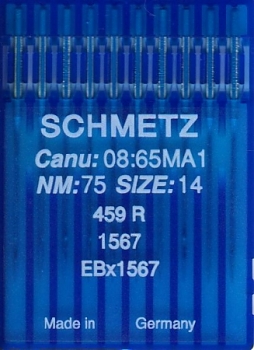 SCHMETZ
Canu: 08:65MA1
NM:75 SIZE:14
459 R
1567
EBx1567
Made in Germany